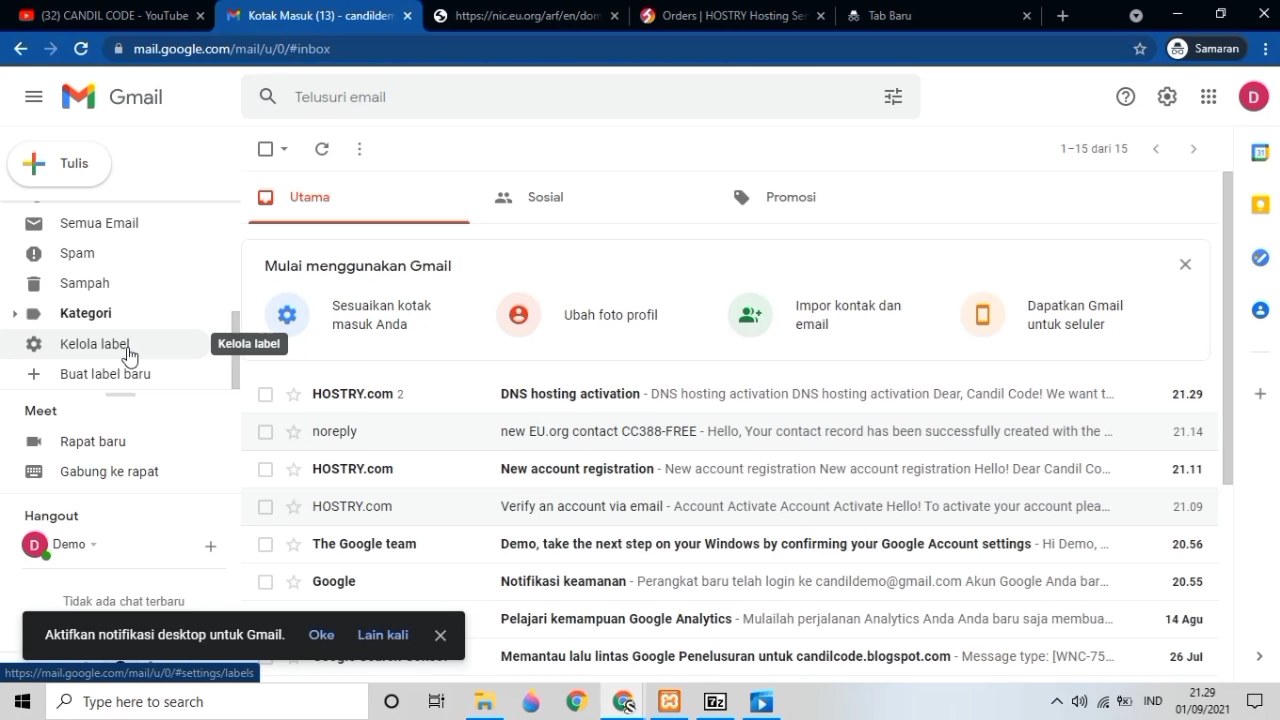 (32) CANDIL CODE - YouTube
Kotak Masuk (13) - candildem
https://nic.eu.org/arf/en/dom
Orders | HOSTRY Hosting Ser
Tab Baru
mail.google.com/mail/u/0/#inbox
Samaran
Gmail
Telusuri email
D
Tulis
1–15 dari 15
31
Utama
Sosial
Promosi
Semua Email
Spam
Sampah
Kategori
Kelola label
Kelola label
Buat label baru
Mulai menggunakan Gmail
Sesuaikan kotak
masuk Anda
Ubah foto profil
Impor kontak dan
email
Dapatkan Gmail
untuk seluler
HOSTRY.com 2 DNS hosting activation - DNS hosting activation DNS hosting activation Dear, Candil Code! We want t... 21.29
noreply new EU.org contact CC388-FREE - Hello, Your contact record has been successfully created with the ... 21.14
HOSTRY.com New account registration - New account registration New account registration Hello! Dear Candil Co... 21.11
HOSTRY.com Verify an account via email - Account Activate Account Activate Hello! To activate your account plea... 21.09
The Google team Demo, take the next step on your Windows by confirming your Google Account settings - Hi Demo, ... 20.56
Google Notifikasi keamanan - Perangkat baru telah login ke candildemo@gmail.com Akun Google Anda bar... 20.55
Pelajari kemampuan Google Analytics - Mulailah perjalanan Analytics Anda Anda baru saja membua... 14 Agu
Memantau lalu lintas Google Penelusuran untuk candilcode.blogspot.com - Message type: [WNC-75... 26 Jul
Meet
Rapat baru
Gabung ke rapat
Hangout
D Demo
Tidak ada chat terbaru
Aktifkan notifikasi desktop untuk Gmail. Oke Lain kali
https://mail.google.com/mail/u/0/#settings/labels
Type here to search
7z
IND
21.29
01/09/2021